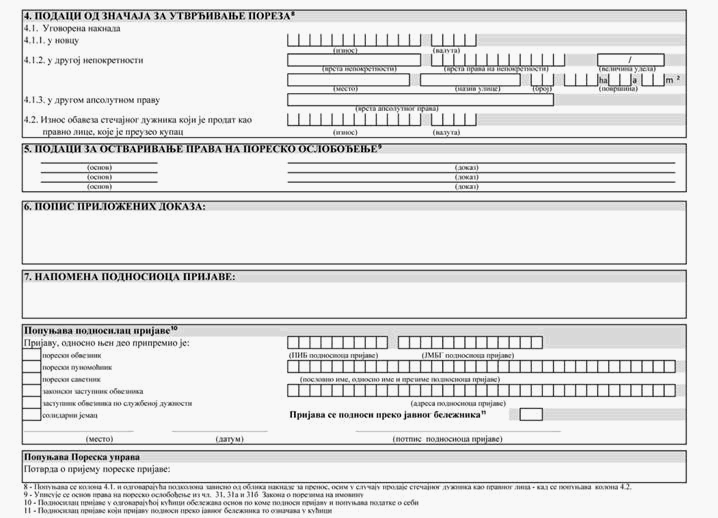 4. ПОДАЦИ ОД ЗНАЧАЈА ЗА УТВРЂИВАЊЕ ПОРЕЗА⁸
4.1. Уговорена накнада
4.1.1. у новцу
(износ) (валута)
4.1.2. у другој непокретности /
(врста непокретности) (врста права на непокретности) (величина удела)
ha a m ²
(место) (назив улице) (број) (површина)
4.1.3. у другом апсолутном праву
(врста апсолутног права)
4.2. Износ обавеза стечајног дужника који је продат као
правно лице, које је преузео купац (износ) (валута)
5. ПОДАЦИ ЗА ОСТВАРИВАЊЕ ПРАВА НА ПОРЕСКО ОСЛОБОЂЕЊЕ⁹
(основ) (доказ)
(основ) (доказ)
(основ) (доказ)
6. ПОПИС ПРИЛОЖЕНИХ ДОКАЗА:
7. НАПОМЕНА ПОДНОСИОЦА ПРИЈАВЕ:
Попуњава подносилац пријаве¹⁰
Пријаву, односно њен део припремио је:
порески обвезник (ПИБ подносиоца пријаве) (ЈМБГ подносиоца пријаве)
порески пуномоћник
порески саветник (пословно име, односно име и презиме подносиоца пријаве)
законски заступник обвезника
заступник обвезника по службеној дужности (адреса подносиоца пријаве)
солидарни јемац Пријава се подноси преко јавног бележника¹¹
(место) (датум) (потпис подносиоца пријаве)
Попуњава Пореска управа
Потврда о пријему пореске пријаве:
8 - Попуњава се колона 4.1. и одговарајућа подколона зависно од облика накнаде за пренос, осим у случају продаје стечајног дужника као правног лица - кад се попуњава колона 4.2.
9 - Уписује се основ права на пореско ослобођење из чл. 31, 31а и 31б Закона о порезима на имовину
10 - Подносилац пријаве у одговарајућој кућици обележава основ по коме подноси пријаву и попуњава податке о себи
11 - Подносилац пријаве који пријаву подноси преко јавног бележника то означава у кућици